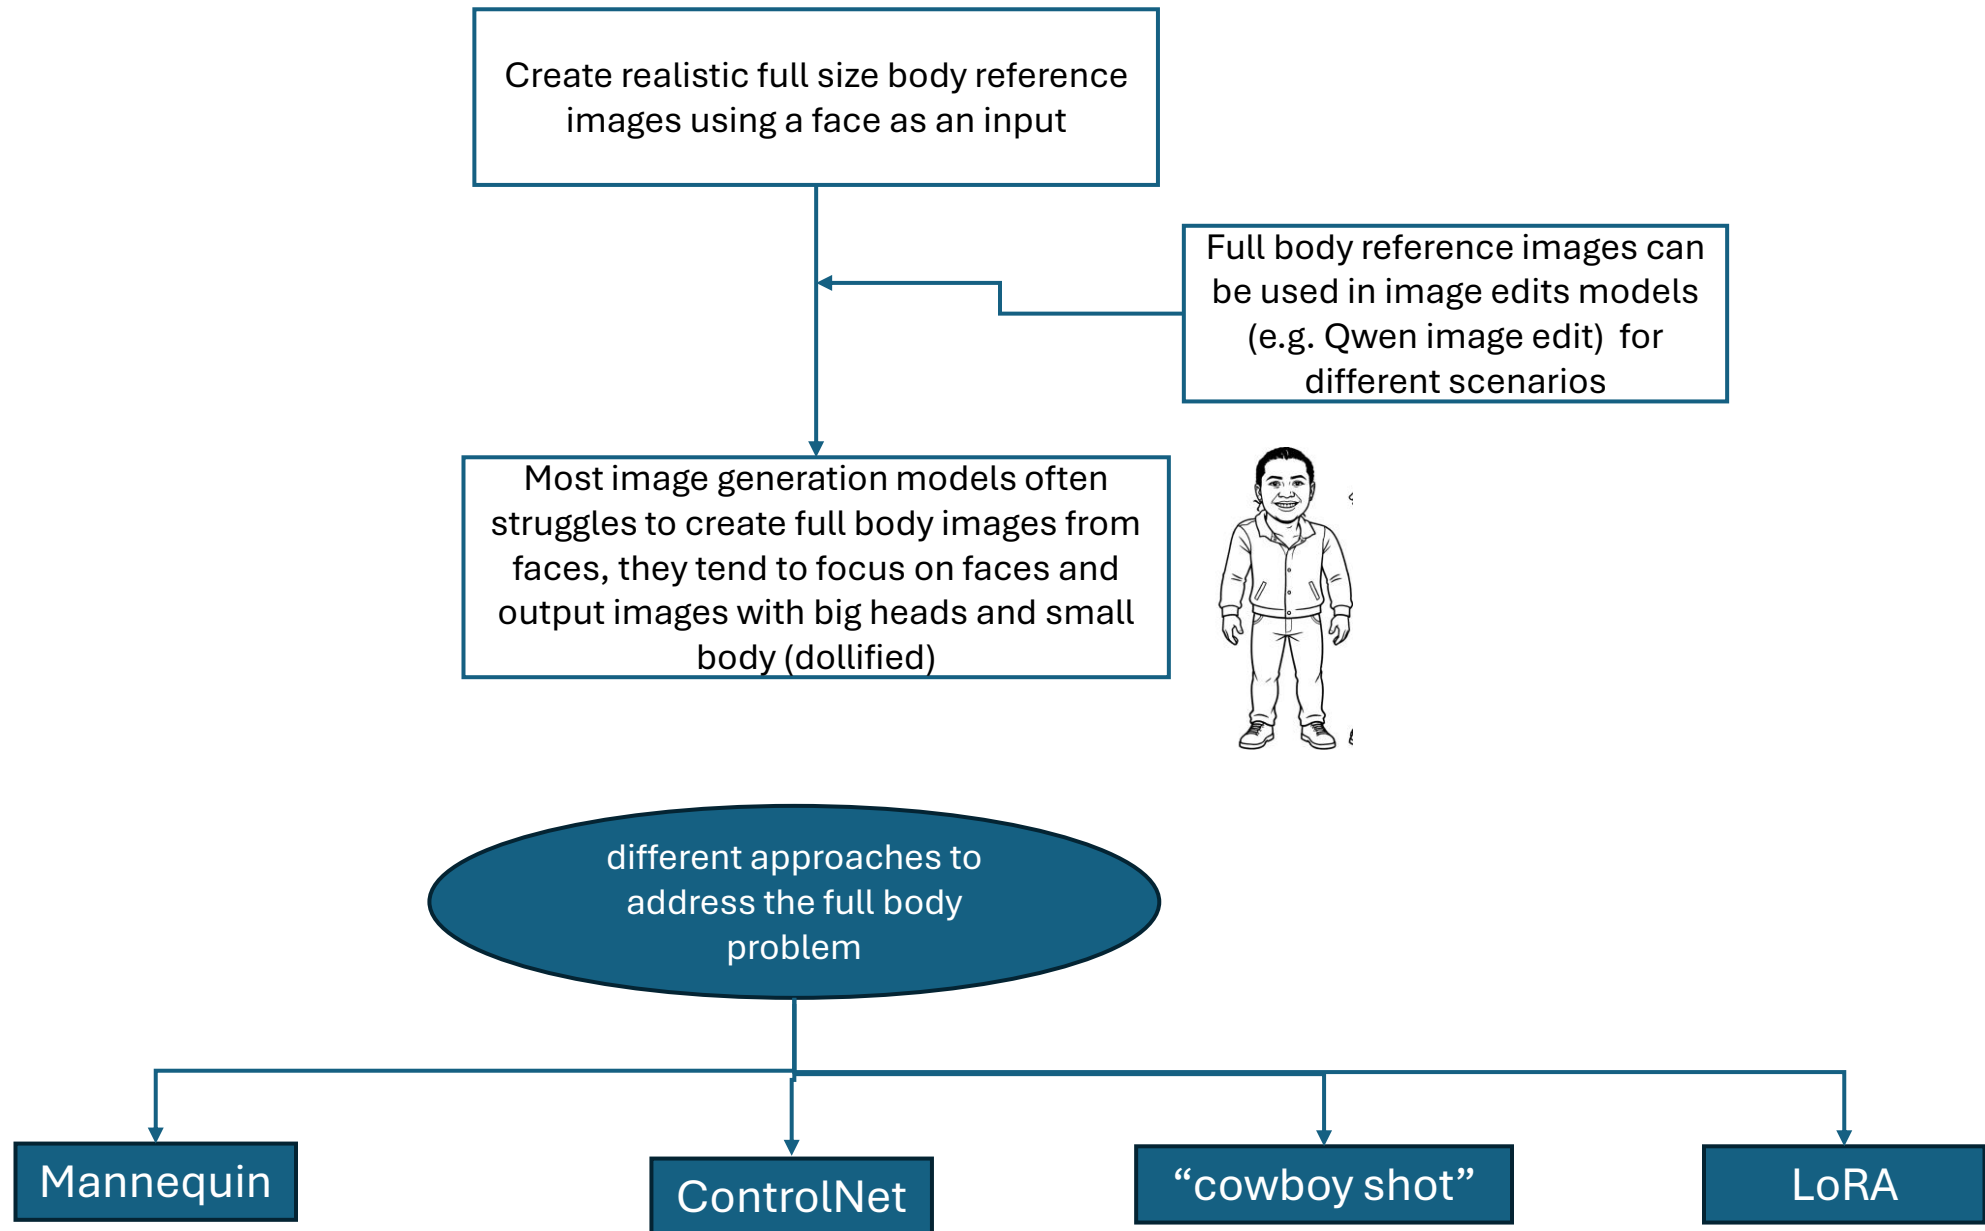 Create realistic full size body reference
images using a face as an input
Full body reference images can
be used in image edits models
(e.g. Qwen image edit)  for
different scenarios
Most image generation models often
struggles to create full body images from
faces, they tend to focus on faces and
output images with big heads and small
body (dollified)
different approaches to
address the full body
problem
Mannequin
ControlNet
“cowboy shot”
LoRA